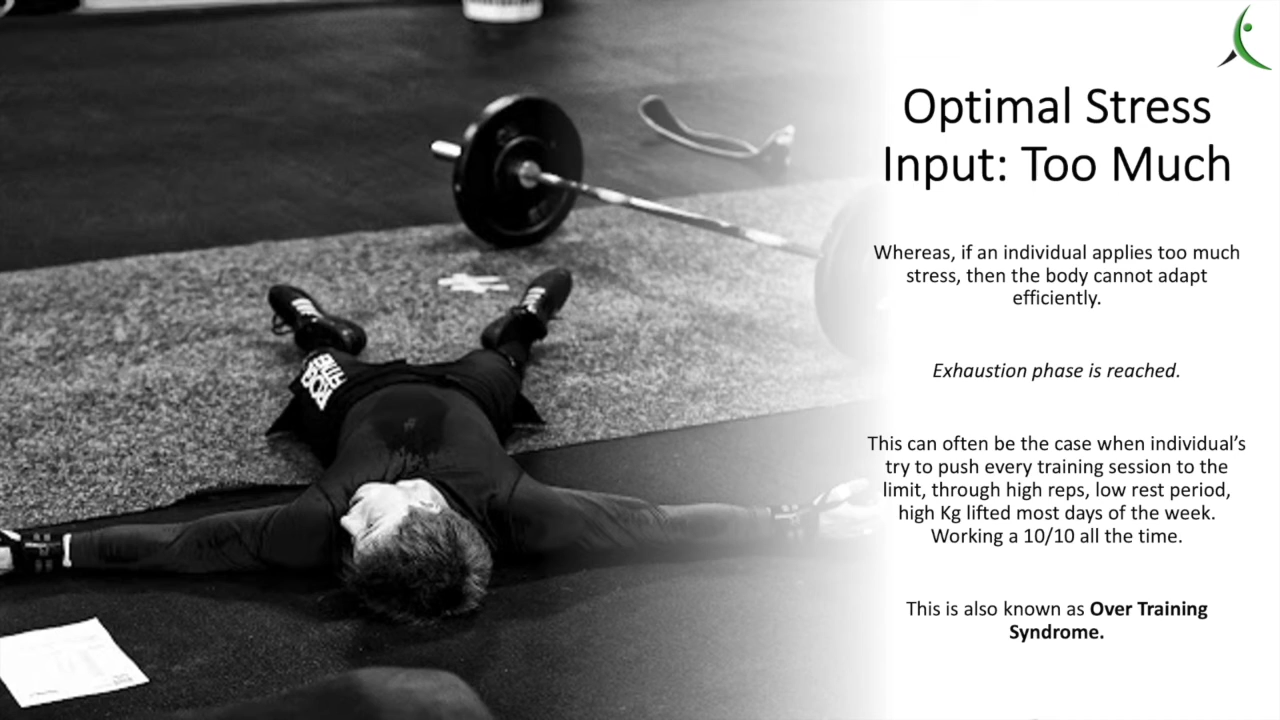 Optimal Stress
Input: Too Much
Whereas, if an individual applies too much
stress, then the body cannot adapt
efficiently.
Exhaustion phase is reached.
This can often be the case when individual’s
try to push every training session to the
limit, through high reps, low rest period,
high Kg lifted most days of the week.
Working a 10/10 all the time.
This is also known as Over Training
Syndrome.